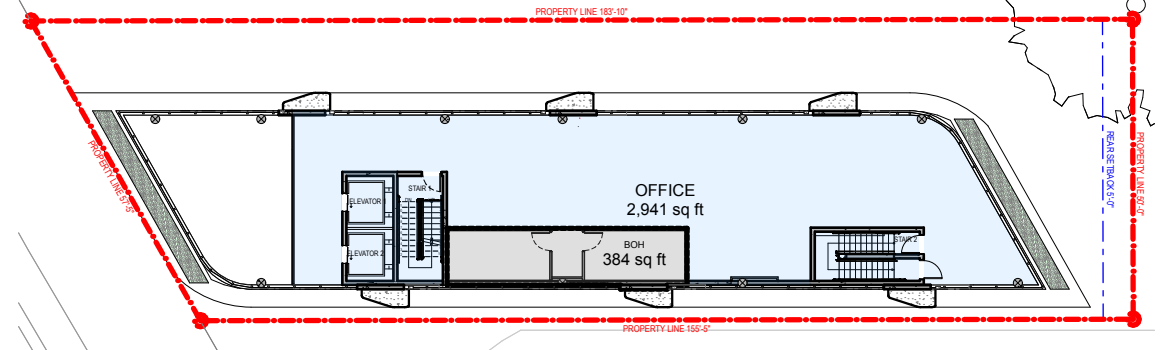 PROPERTY LINE 183'-10"
PROPERTY LINE 57'-5"
REAR SETBACK 5'-0"
PROPERTY LINE 50'-0"
STAIR
DN
ELEVATOR 1
ELEVATOR 2
OFFICE
2,941 sq ft
BOH
384 sq ft
STAIR 2
PROPERTY LINE 155'-5"